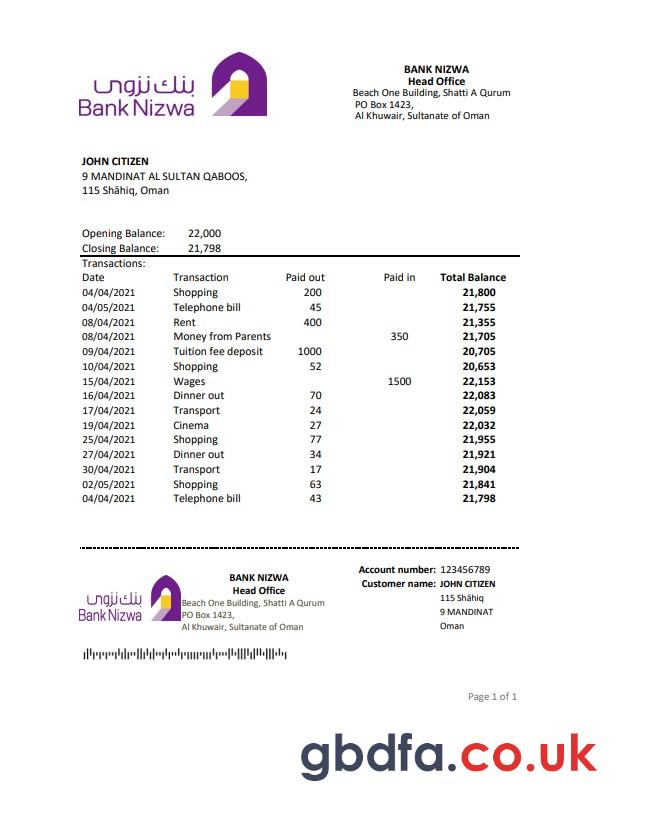 بنك نزوى
Bank Nizwa
BANK NIZWA
Head Office
Beach One Building, Shatti A Qurum
PO Box 1423,
Al Khuwair, Sultanate of Oman
JOHN CITIZEN
9 MANDINAT AL SULTAN QABOOS,
115 Shāhiq, Oman
Opening Balance: 22,000
Closing Balance: 21,798
Transactions:
Date Transaction Paid out Paid in Total Balance
04/04/2021 Shopping 200 21,800
04/05/2021 Telephone bill 45 21,755
08/04/2021 Rent 400 21,355
08/04/2021 Money from Parents 350 21,705
09/04/2021 Tuition fee deposit 1000 20,705
10/04/2021 Shopping 52 20,653
15/04/2021 Wages 1500 22,153
16/04/2021 Dinner out 70 22,083
17/04/2021 Transport 24 22,059
19/04/2021 Cinema 27 22,032
25/04/2021 Shopping 77 21,955
27/04/2021 Dinner out 34 21,921
30/04/2021 Transport 17 21,904
02/05/2021 Shopping 63 21,841
04/04/2021 Telephone bill 43 21,798
بنك نزوى
Bank Nizwa
BANK NIZWA
Head Office
Beach One Building, Shatti A Qurum
PO Box 1423,
Al Khuwair, Sultanate of Oman
Account number: 123456789
Customer name: JOHN CITIZEN
115 Shāhiq
9 MANDINAT
Oman
Page 1 of 1
gbdfa.co.uk